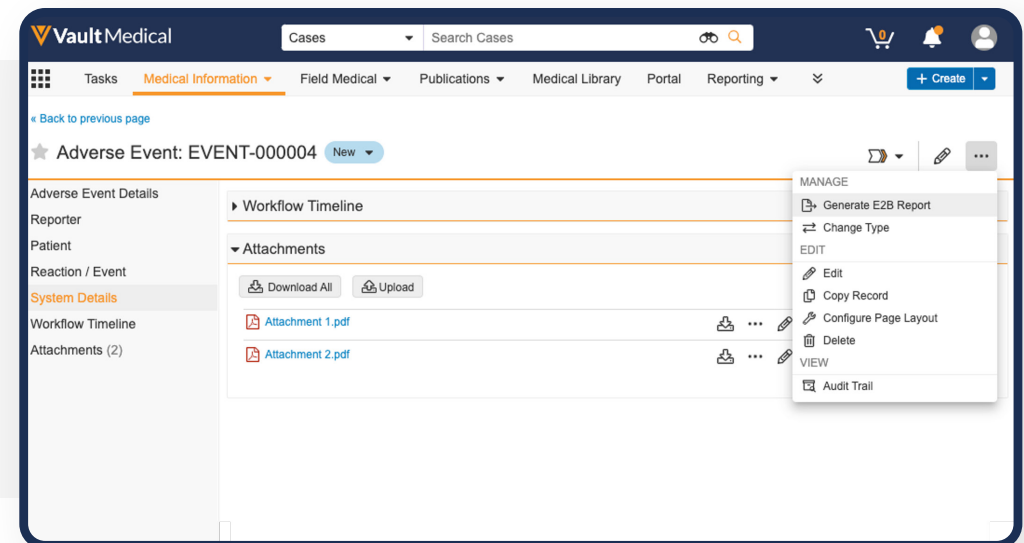 VaultMedical
Cases
Search Cases
0
Tasks
Medical Information
Field Medical
Publications
Medical Library
Portal
Reporting
+ Create
« Back to previous page
Adverse Event: EVENT-000004
New
Adverse Event Details
Reporter
Patient
Reaction / Event
System Details
Workflow Timeline
Attachments (2)
Workflow Timeline
Attachments
Download All
Upload
Attachment 1.pdf
Attachment 2.pdf
MANAGE
Generate E2B Report
Change Type
EDIT
Edit
Copy Record
Configure Page Layout
Delete
VIEW
Audit Trail